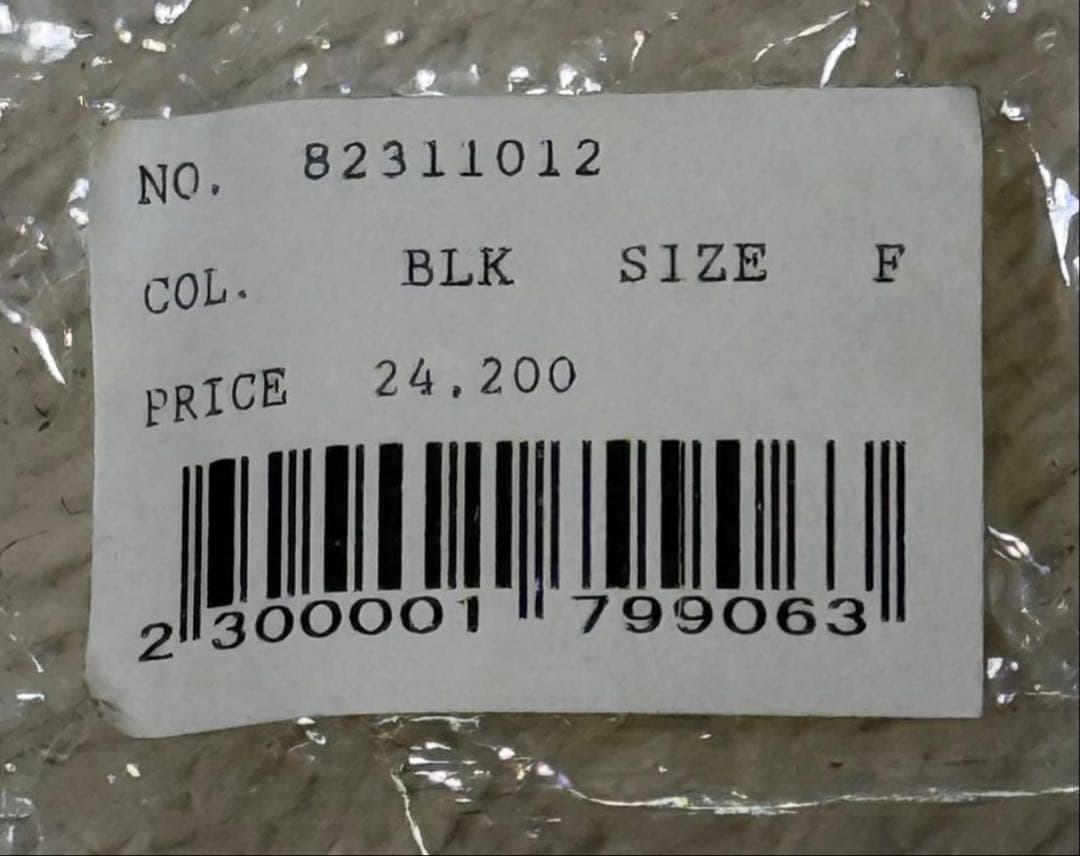 NO. 82311012
COL. BLK SIZE F
PRICE 24,200
2 300001 799063